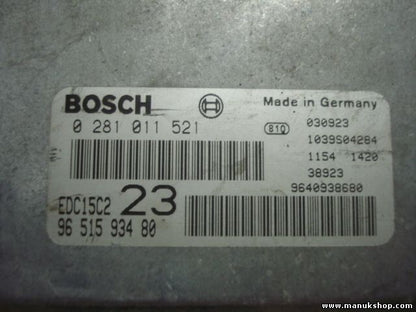 BOSCH
Made in Germany
0 281 011 521
B10
030923
1039S04284
1154 1420
38923
9640938680
EDC15C2 23
96 515 934 80
www.manukshop.com